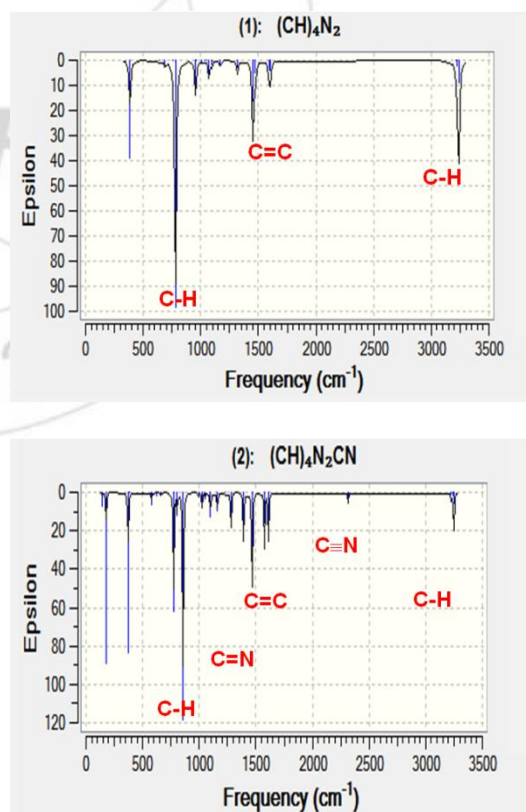 (1): (CH)₄N₂
0
10
20
30
40
50
60
70
80
90
100
Epsilon
C=C
C-H
C-H
0 500 1000 1500 2000 2500 3000 3500
Frequency (cm⁻¹)
(2): (CH)₄N₂CN
0
20
40
60
80
100
120
Epsilon
C≡N
C=C
C-H
C=N
C-H
0 500 1000 1500 2000 2500 3000 3500
Frequency (cm⁻¹)